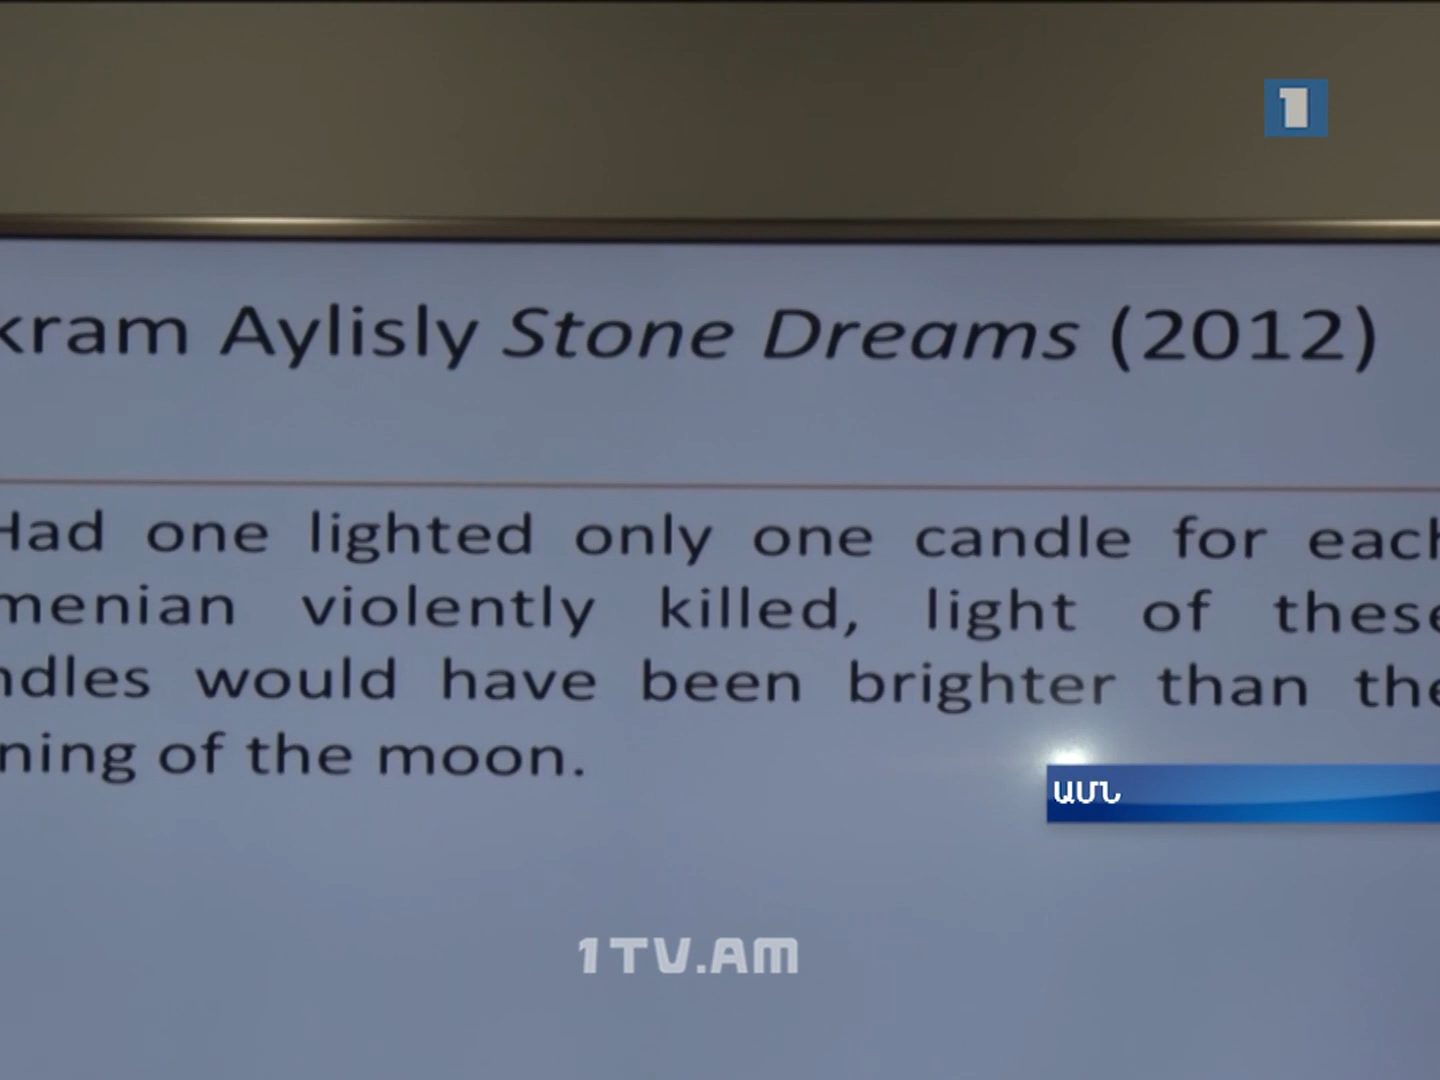 1
kram Aylisly Stone Dreams (2012)
Had one lighted only one candle for each
menian violently killed, light of these
ndles would have been brighter than the
ning of the moon.
ԱՄՆ
1TV.AM